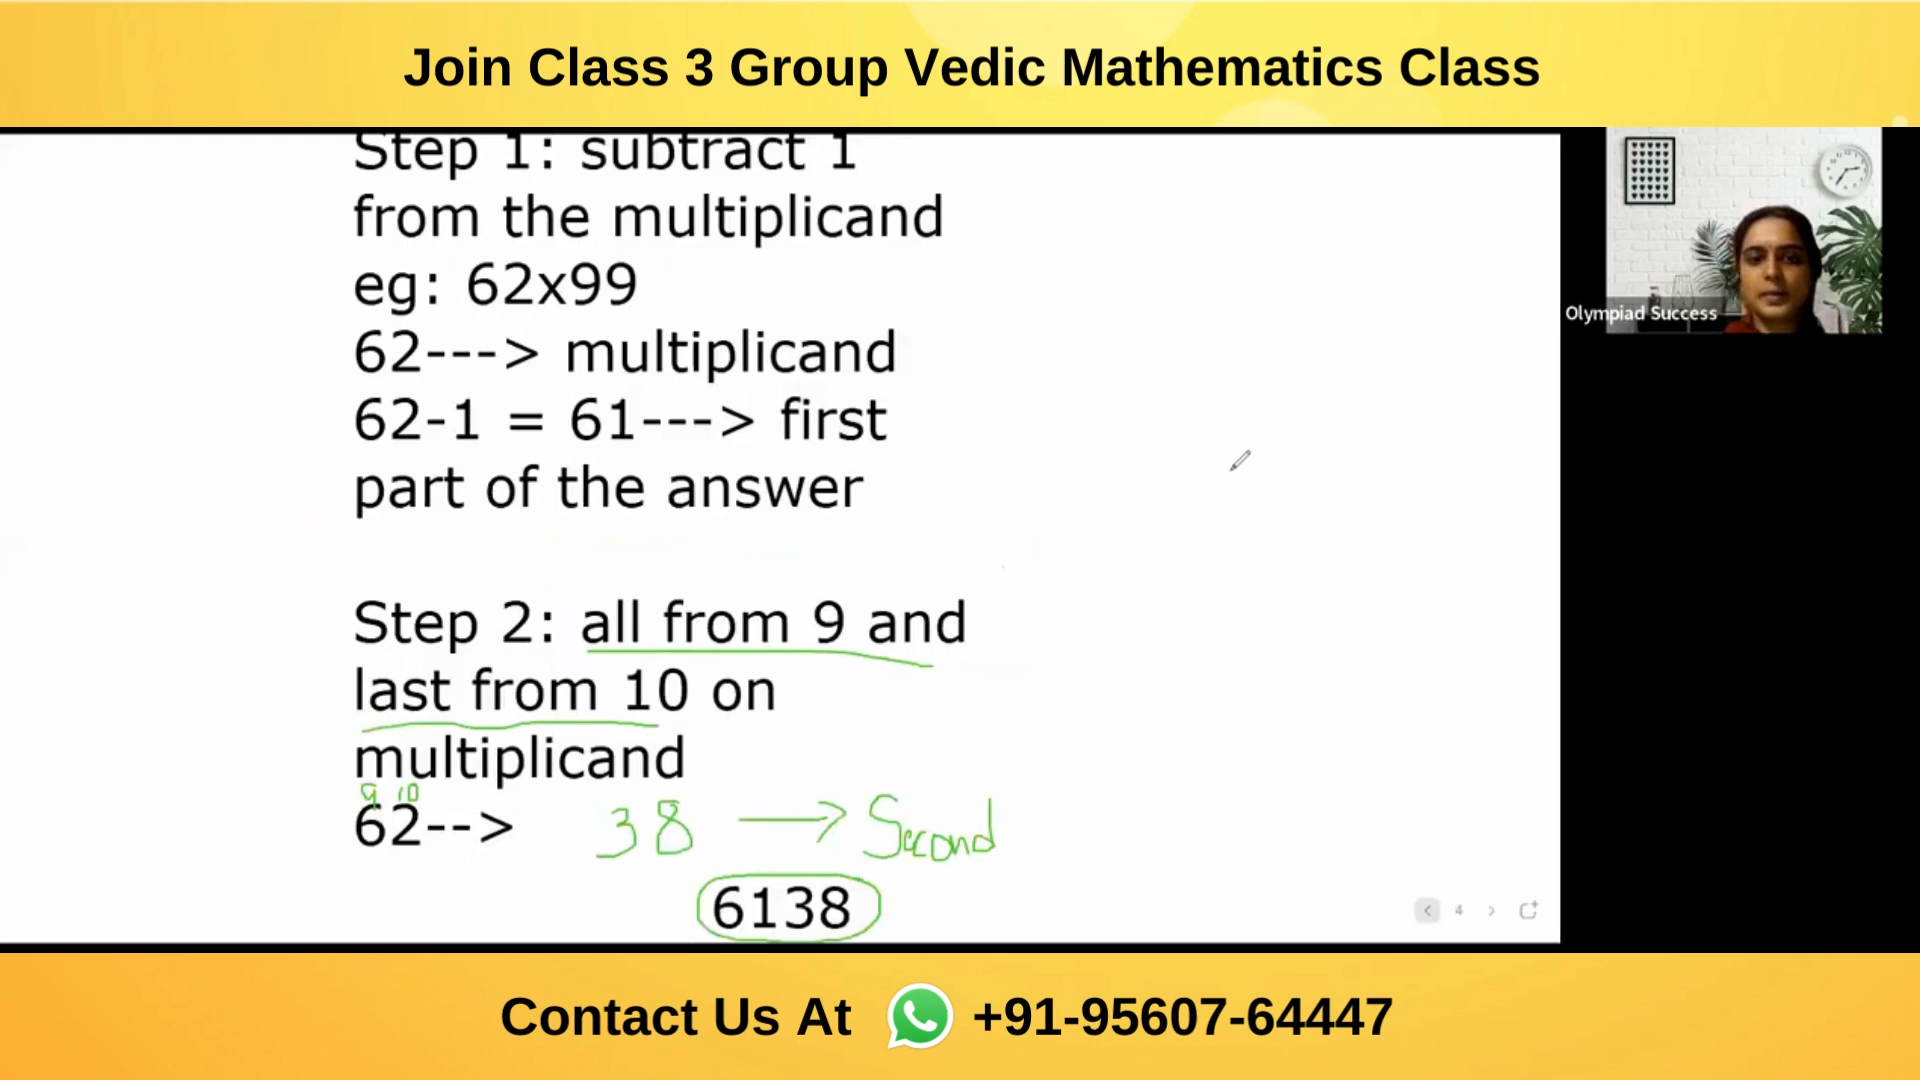 Join Class 3 Group Vedic Mathematics Class
Step 1: subtract 1
from the multiplicand
eg: 62x99
62---> multiplicand
62-1 = 61---> first
part of the answer
Step 2: all from 9 and
last from 10 on
multiplicand
9 10
62--> 38 → Second
6138
Olympiad Success
< 4 >
Contact Us At +91-95607-64447